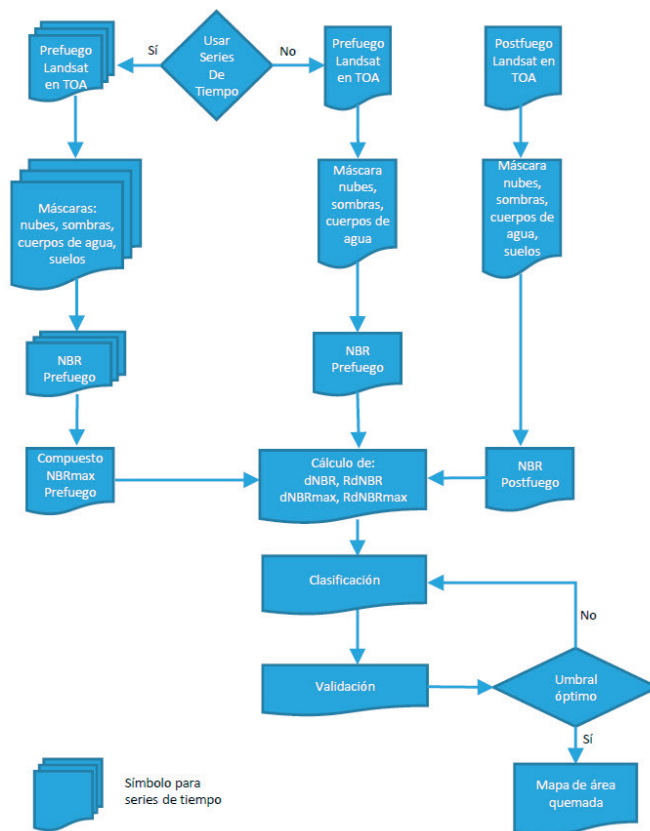 Prefuego
Landsat
en TOA
Sí
Usar
Series
De
Tiempo
No
Prefuego
Landsat
en TOA
Postfuego
Landsat en
TOA
Máscaras:
nubes, sombras,
cuerpos de agua,
suelos
Máscara
nubes,
sombras,
cuerpos de
agua
Máscara
nubes,
sombras,
cuerpos de
agua,
suelos
NBR
Prefuego
NBR
Prefuego
Compuesto
NBRmax
Prefuego
Cálculo de:
dNBR, RdNBR
dNBRmax, RdNBRmax
NBR
Postfuego
Clasificación
No
Validación
Umbral
óptimo
Sí
Símbolo para
series de tiempo
Mapa de área
quemada